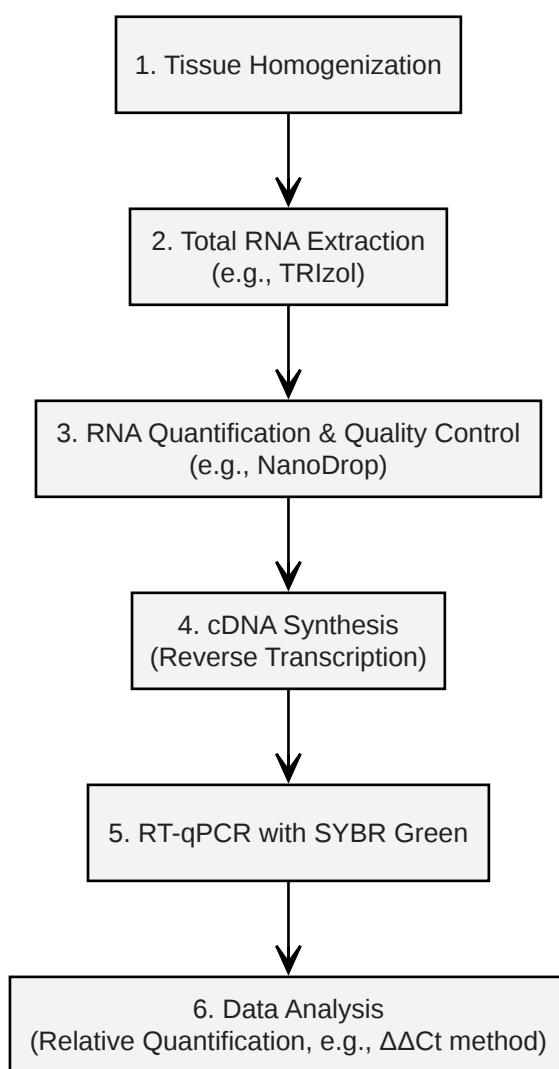 1. Tissue Homogenization
2. Total RNA Extraction
(e.g., TRIzol)
3. RNA Quantification & Quality Control
(e.g., NanoDrop)
4. cDNA Synthesis
(Reverse Transcription)
5. RT-qPCR with SYBR Green
6. Data Analysis
(Relative Quantification, e.g., ΔΔCt method)